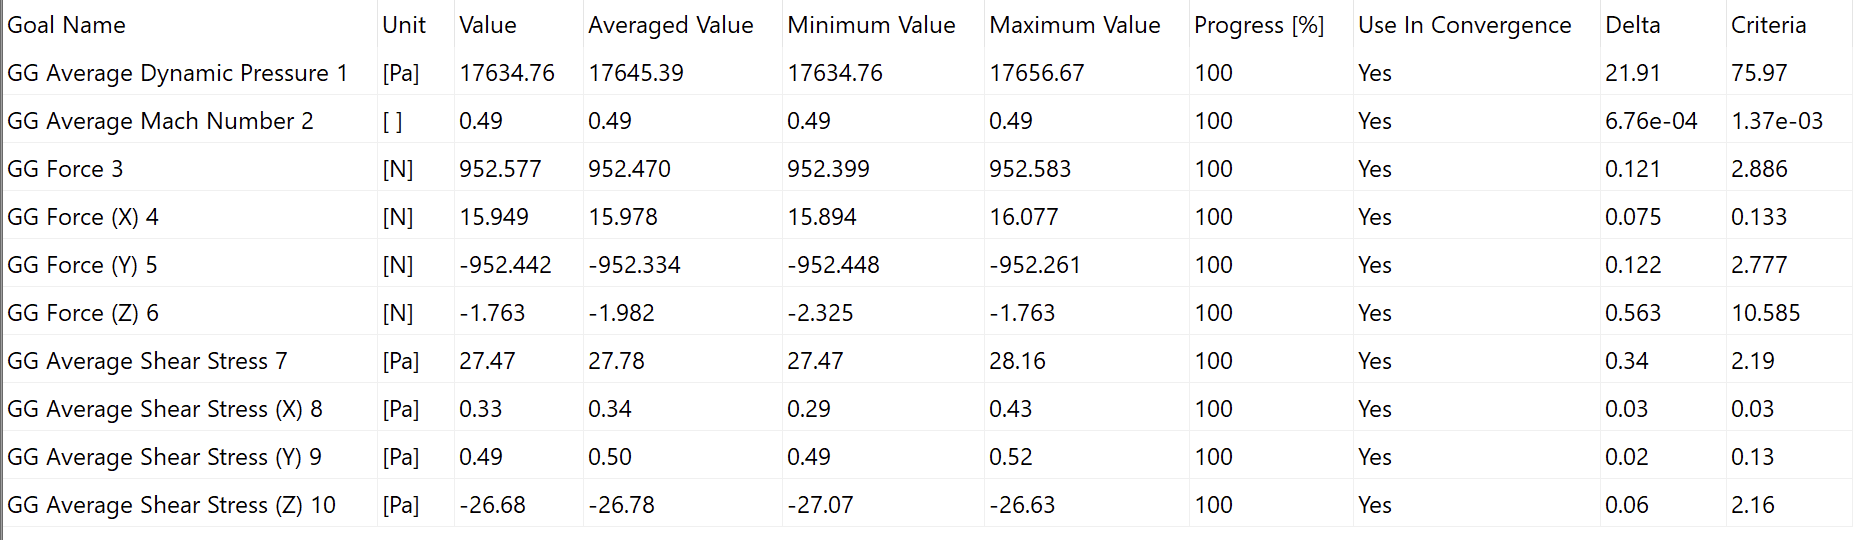 Goal Name Unit Value Averaged Value Minimum Value Maximum Value Progress [%] Use In Convergence Delta Criteria
GG Average Dynamic Pressure 1 [Pa] 17634.76 17645.39 17634.76 17656.67 100 Yes 21.91 75.97
GG Average Mach Number 2 [ ] 0.49 0.49 0.49 0.49 100 Yes 6.76e-04 1.37e-03
GG Force 3 [N] 952.577 952.470 952.399 952.583 100 Yes 0.121 2.886
GG Force (X) 4 [N] 15.949 15.978 15.894 16.077 100 Yes 0.075 0.133
GG Force (Y) 5 [N] -952.442 -952.334 -952.448 -952.261 100 Yes 0.122 2.777
GG Force (Z) 6 [N] -1.763 -1.982 -2.325 -1.763 100 Yes 0.563 10.585
GG Average Shear Stress 7 [Pa] 27.47 27.78 27.47 28.16 100 Yes 0.34 2.19
GG Average Shear Stress (X) 8 [Pa] 0.33 0.34 0.29 0.43 100 Yes 0.03 0.03
GG Average Shear Stress (Y) 9 [Pa] 0.49 0.50 0.49 0.52 100 Yes 0.02 0.13
GG Average Shear Stress (Z) 10 [Pa] -26.68 -26.78 -27.07 -26.63 100 Yes 0.06 2.16